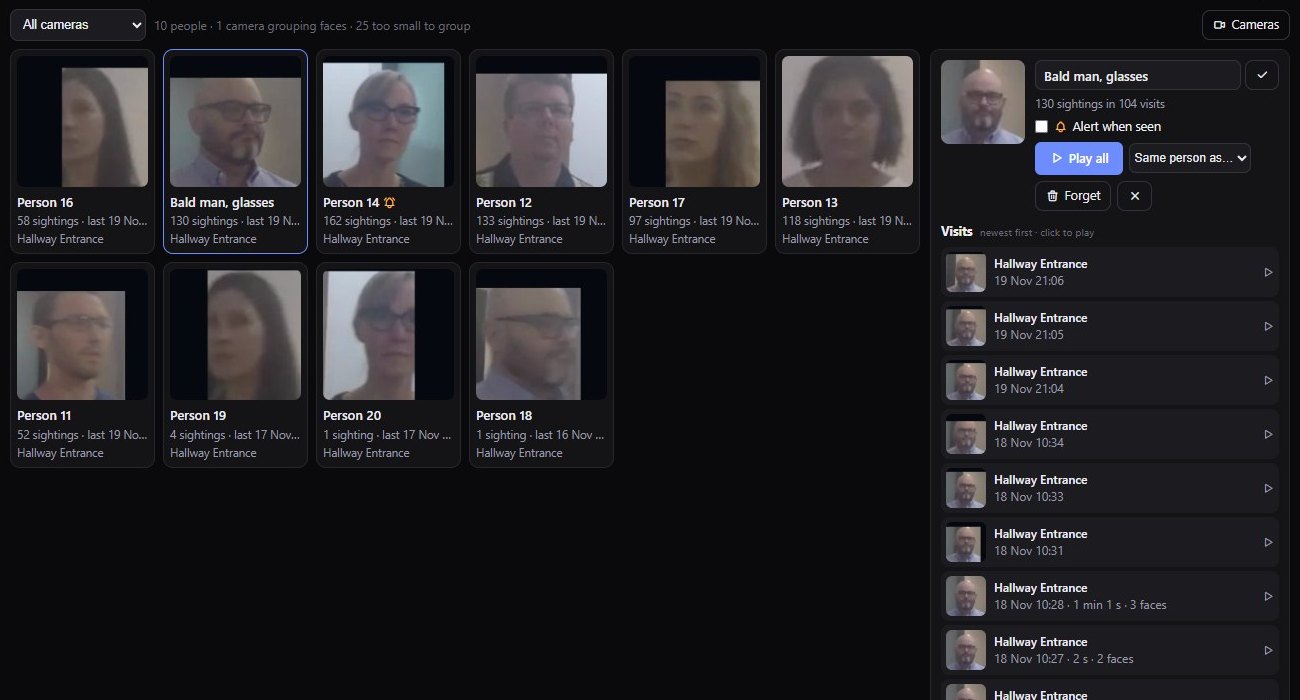 All cameras
10 people · 1 camera grouping faces · 25 too small to group
Cameras
Person 16
58 sightings · last 19 No...
Hallway Entrance
Bald man, glasses
130 sightings · last 19 N...
Hallway Entrance
Person 14
162 sightings · last 19 N...
Hallway Entrance
Person 12
133 sightings · last 19 N...
Hallway Entrance
Person 17
97 sightings · last 19 No...
Hallway Entrance
Person 13
118 sightings · last 19 N...
Hallway Entrance
Person 11
52 sightings · last 19 No...
Hallway Entrance
Person 19
4 sightings · last 17 Nov...
Hallway Entrance
Person 20
1 sighting · last 17 Nov ...
Hallway Entrance
Person 18
1 sighting · last 16 Nov ...
Hallway Entrance
Bald man, glasses
130 sightings in 104 visits
Alert when seen
Play all
Same person as...
Forget
Visits newest first · click to play
Hallway Entrance
19 Nov 21:06
Hallway Entrance
19 Nov 21:05
Hallway Entrance
19 Nov 21:04
Hallway Entrance
18 Nov 10:34
Hallway Entrance
18 Nov 10:33
Hallway Entrance
18 Nov 10:31
Hallway Entrance
18 Nov 10:28 · 1 min 1 s · 3 faces
Hallway Entrance
18 Nov 10:27 · 2 s · 2 faces
Hallway Entrance